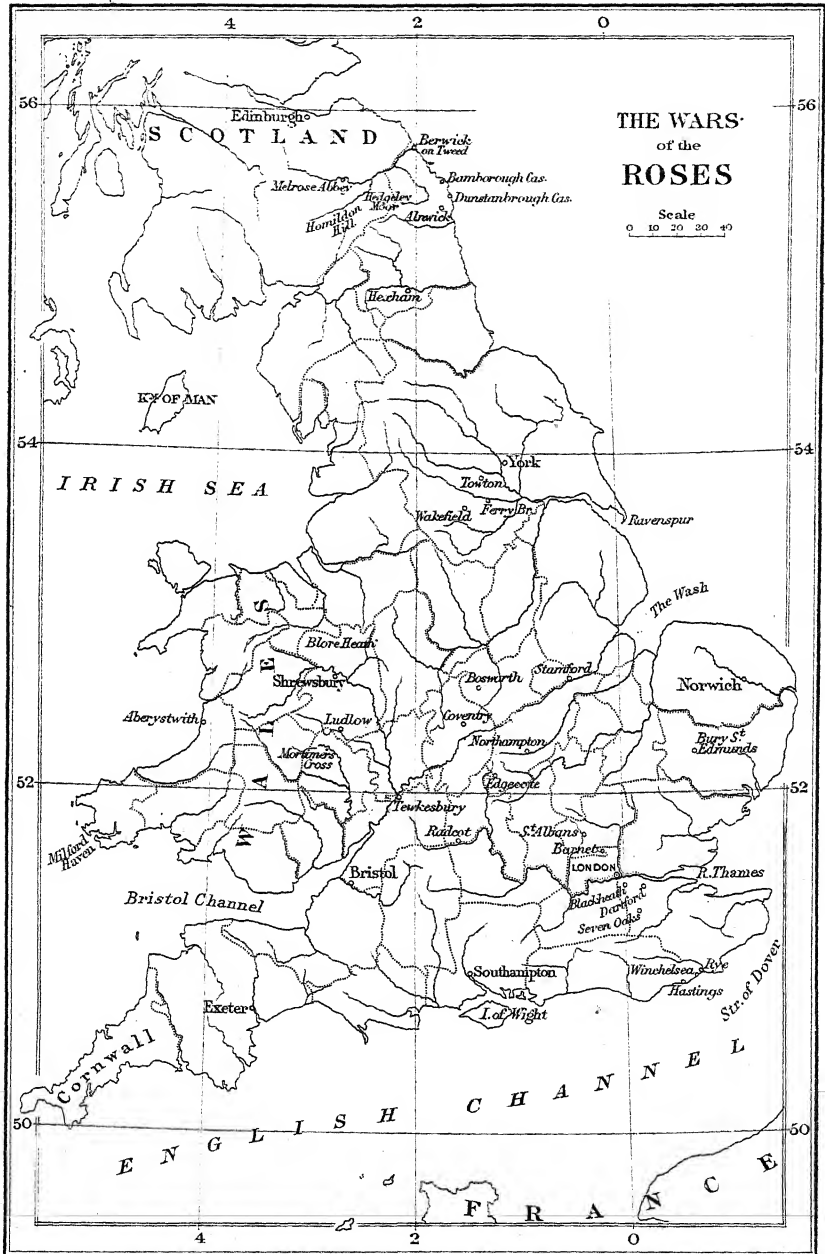 4 2 0
56 56
THE WARS
of the
ROSES
Scale
0 10 20 30 40
Edinburgh
SCOTLAND
Berwick
on Tweed
Melrose Abbey
Bamborough Cas.
Hedgeley
Moor
Dunstanbrough Cas.
Homildon
Hill
Alnwick
Hexham
OF MAN
54 54
York
IRISH SEA
Towton
Ferry Br.
Wakefield
Ravenspur
The Wash
WALES
Blore Heath
Shrewsbury
Bosworth
Stamford
Norwich
Aberystwith
Ludlow
Coventry
Mortimers
Cross
Northampton
Bury St
Edmunds
52 52
Edgecote
Tewkesbury
Milford
Haven
Radcot
St Albans
Barnet
LONDON
R. Thames
Bristol
Bristol Channel
Blackheath
Dartford
Seven Oaks
Southampton
Winchelsea
Rye
Hastings
Str. of Dover
Exeter
I. of Wight
Cornwall
50 50
ENGLISH CHANNEL
FRANCE
4 2 0